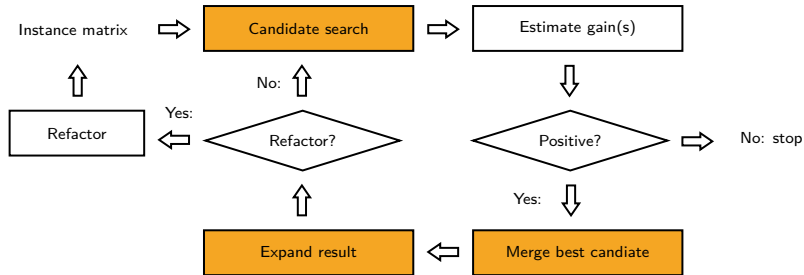 Instance matrix
Candidate search
Estimate gain(s)
No:
Yes:
Refactor
Refactor?
Positive?
No: stop
Yes:
Expand result
Merge best candiate